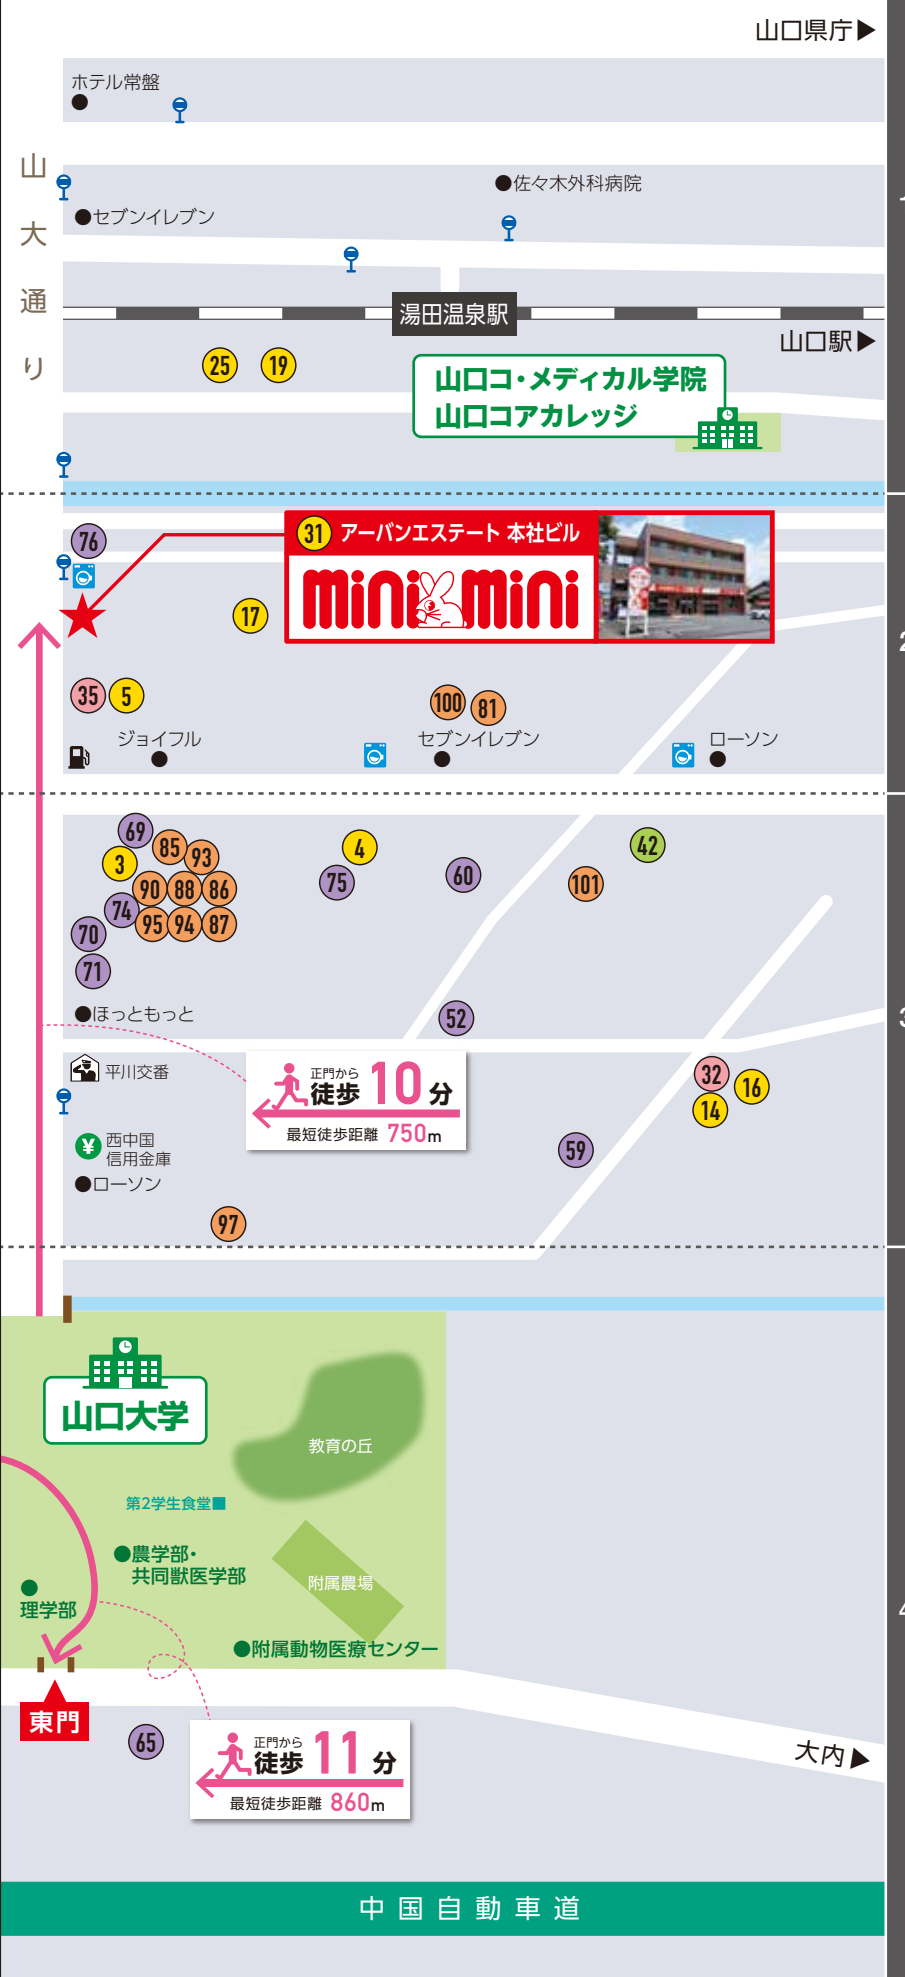 山口県庁▶
ホテル常盤
山大通り
佐々木外科病院
セブンイレブン
湯田温泉駅
山口駅▶
25
19
山口コ・メディカル学院
山口コアカレッジ
76
31 アーバンエステート 本社ビル
mini mini
17
35
5
100
81
ジョイフル
セブンイレブン
ローソン
2
69
85
93
3
4
42
90
88
86
75
60
101
74
95
94
87
70
71
ほっともっと
52
3
平川交番
正門から
徒歩 10 分
最短徒歩距離 750m
32
16
14
西中国
信用金庫
59
ローソン
97
山口大学
教育の丘
第2学生食堂■
農学部・
共同獣医学部
附属農場
理学部
附属動物医療センター
4
東門
65
正門から
徒歩 11 分
最短徒歩距離 860m
大内▶
中国自動車道